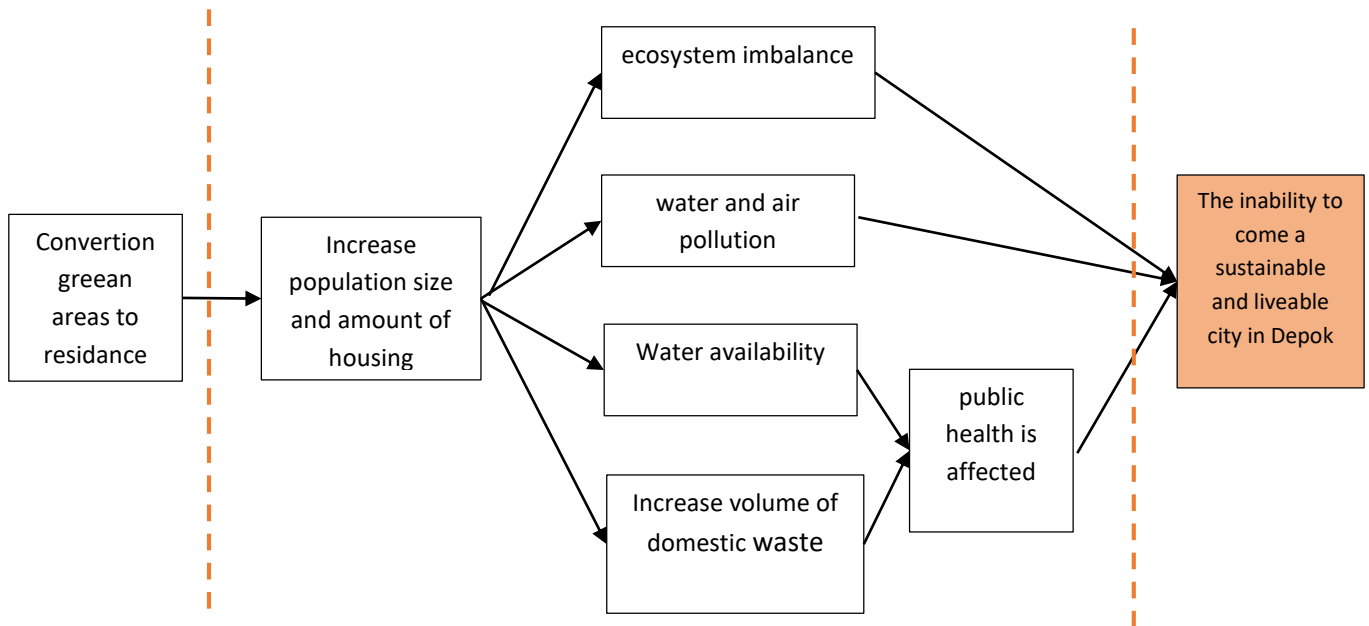 Convertion
greean
areas to
residance
Increase
population size
and amount of
housing
ecosystem imbalance
water and air
pollution
Water availability
Increase volume of
domestic waste
public
health is
affected
The inability to
come a
sustainable
and liveable
city in Depok